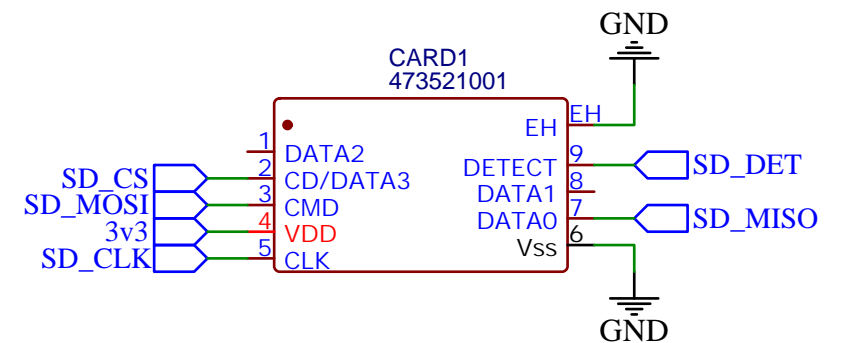 GND
CARD1
473521001
EH
EH
1
DATA2
DETECT
9
SD_DET
SD_CS
2
CD/DATA3
DATA1
8
SD_MOSI
3
CMD
DATA0
7
SD_MISO
3v3
4
VDD
Vss
6
SD_CLK
5
CLK
GND